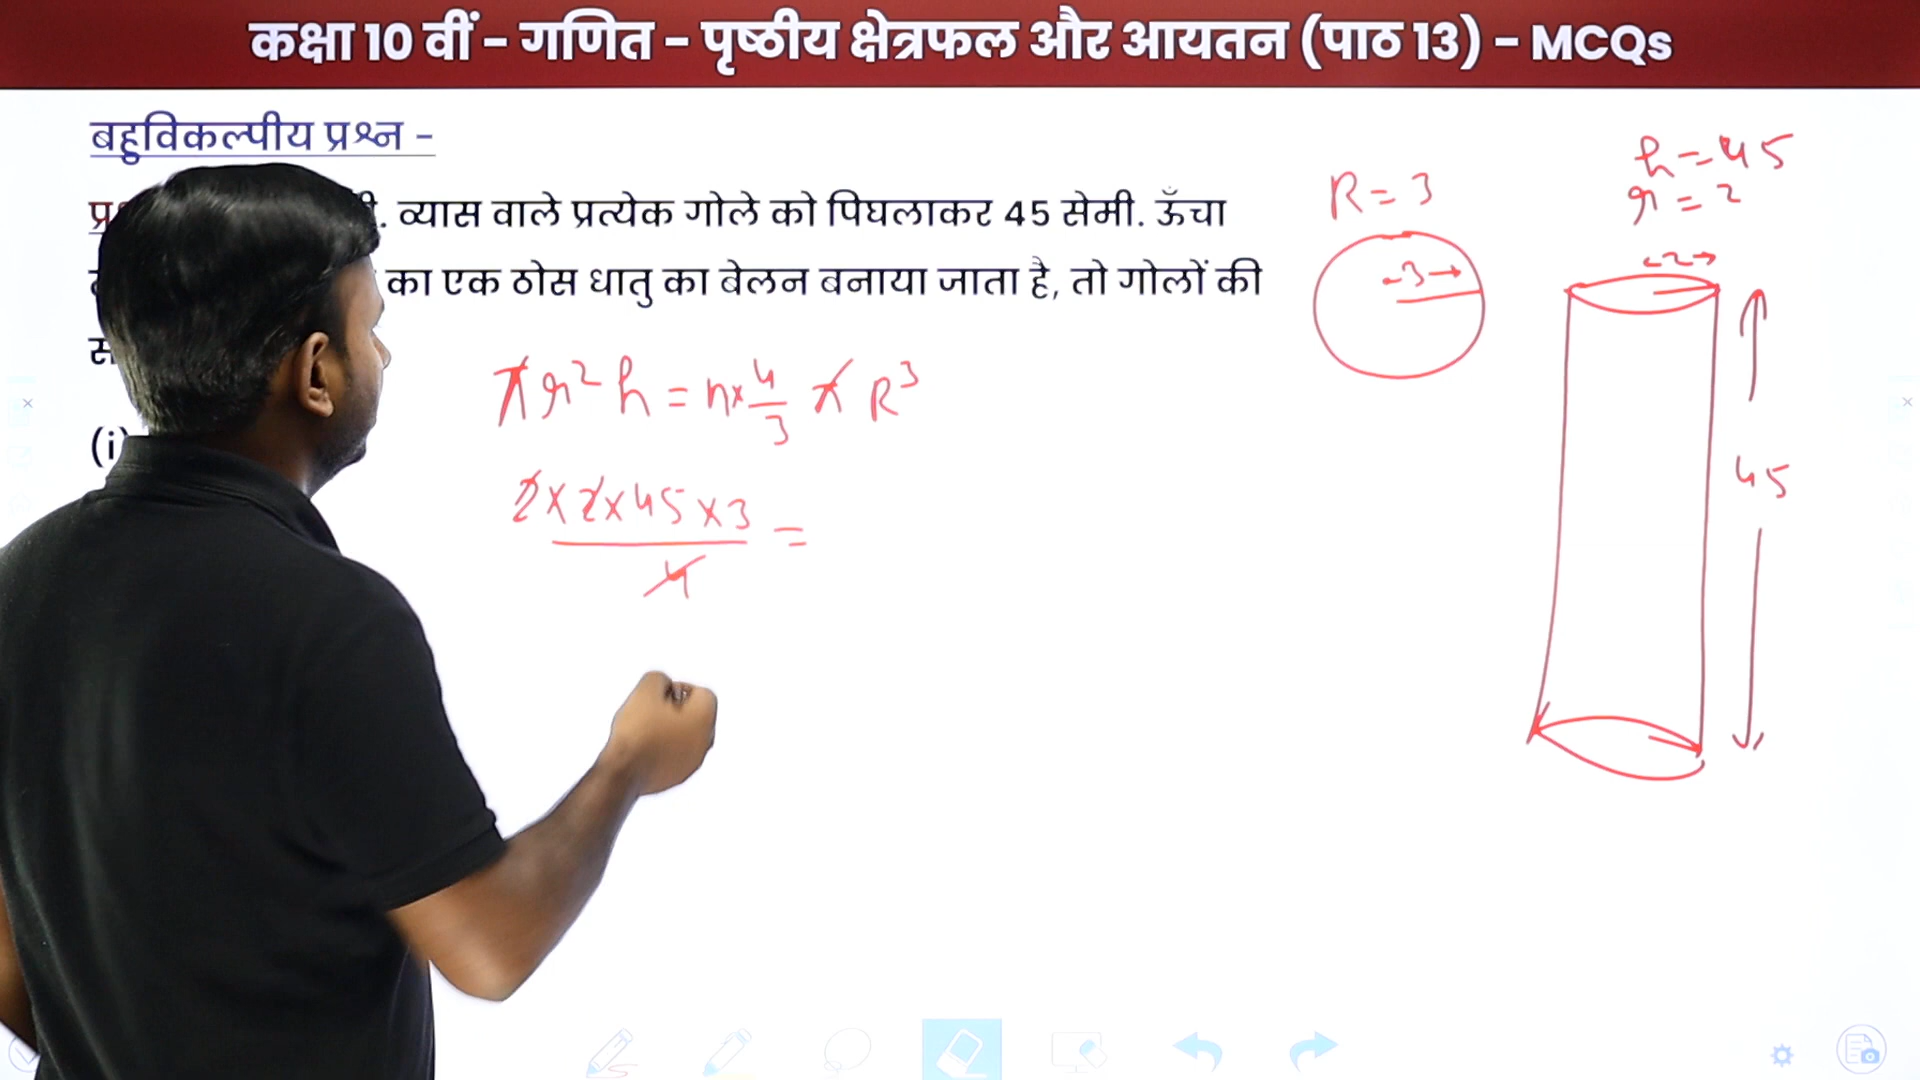 कक्षा 10 वीं - गणित - पृष्ठीय क्षेत्रफल और आयतन (पाठ 13) - MCQs
बहुविकल्पीय प्रश्न -
व्यास वाले प्रत्येक गोले को पिघलाकर 45 सेमी. ऊँचा
का एक ठोस धातु का बेलन बनाया जाता है, तो गोलों की
(i)
πr²h = n×4/3 π R³
2×2×45×3/4 =
R = 3
3
h = 45
r = 2
2
45